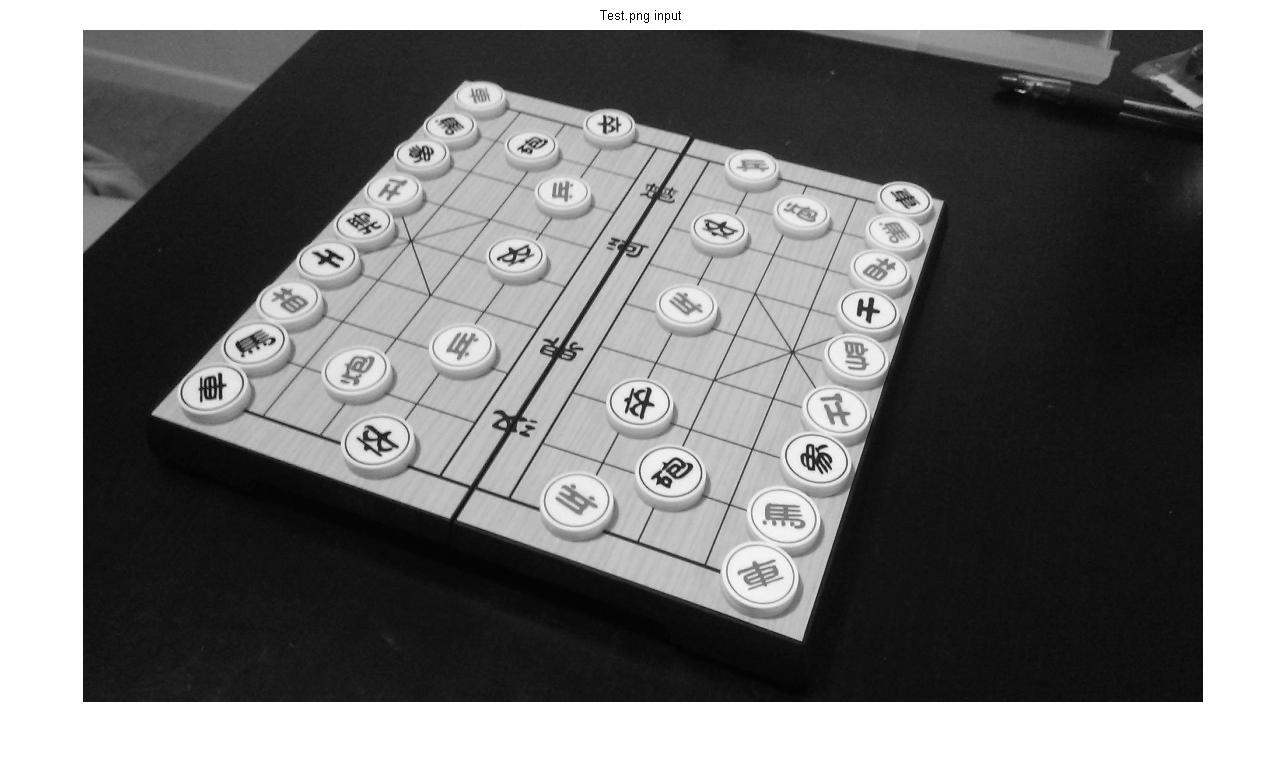 Test.png input
車
馬
象
仕
將
士
相
馬
車
砲
炮
卒
兵
卒
兵
卒
楚河
汉界
兵
卒
兵
卒
兵
炮
砲
車
馬
相
士
帥
仕
象
馬
車